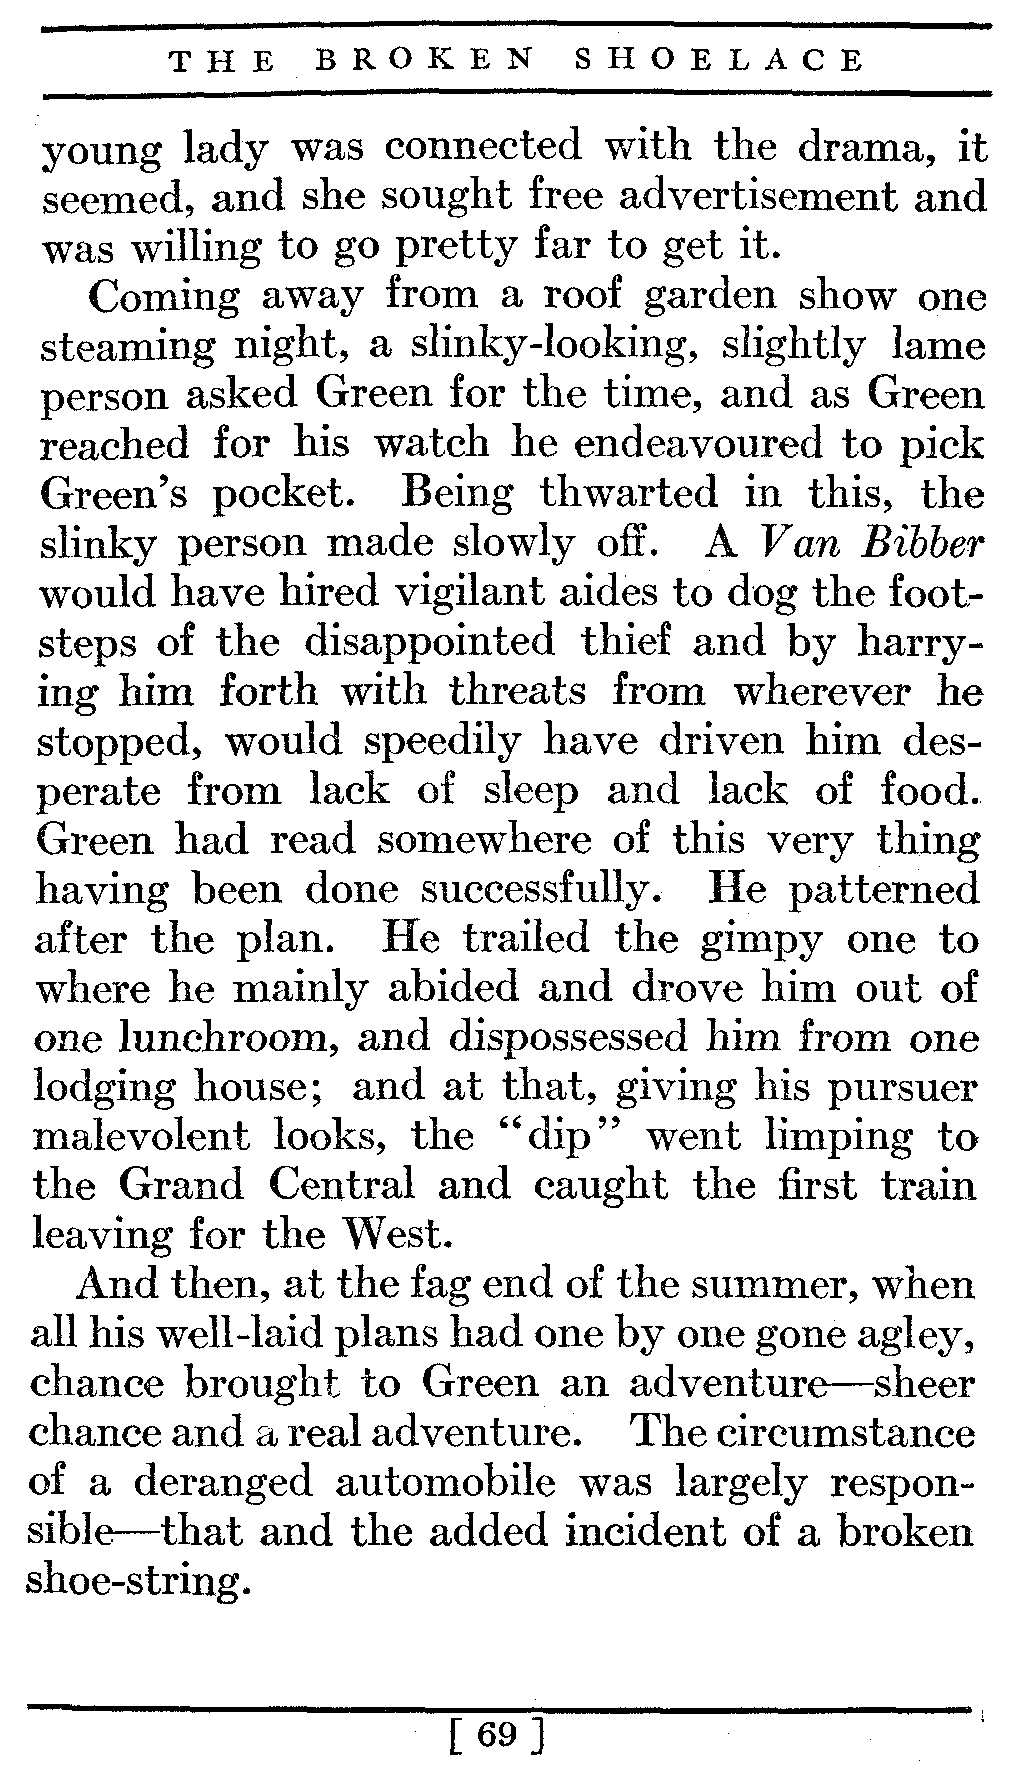 THE BROKEN SHOELACE
young lady was connected with the drama, it
seemed, and she sought free advertisement and
was willing to go pretty far to get it.
Coming away from a roof garden show one
steaming night, a slinky-looking, slightly lame
person asked Green for the time, and as Green
reached for his watch he endeavoured to pick
Green's pocket. Being thwarted in this, the
slinky person made slowly off. A Van Bibber
would have hired vigilant aides to dog the foot-
steps of the disappointed thief and by harry-
ing him forth with threats from wherever he
stopped, would speedily have driven him des-
perate from lack of sleep and lack of food.
Green had read somewhere of this very thing
having been done successfully. He patterned
after the plan. He trailed the gimpy one to
where he mainly abided and drove him out of
one lunchroom, and dispossessed him from one
lodging house; and at that, giving his pursuer
malevolent looks, the "dip" went limping to
the Grand Central and caught the first train
leaving for the West.
And then, at the fag end of the summer, when
all his well-laid plans had one by one gone agley,
chance brought to Green an adventure—sheer
chance and a real adventure. The circumstance
of a deranged automobile was largely respon-
sible—that and the added incident of a broken
shoe-string.
[ 69 ]